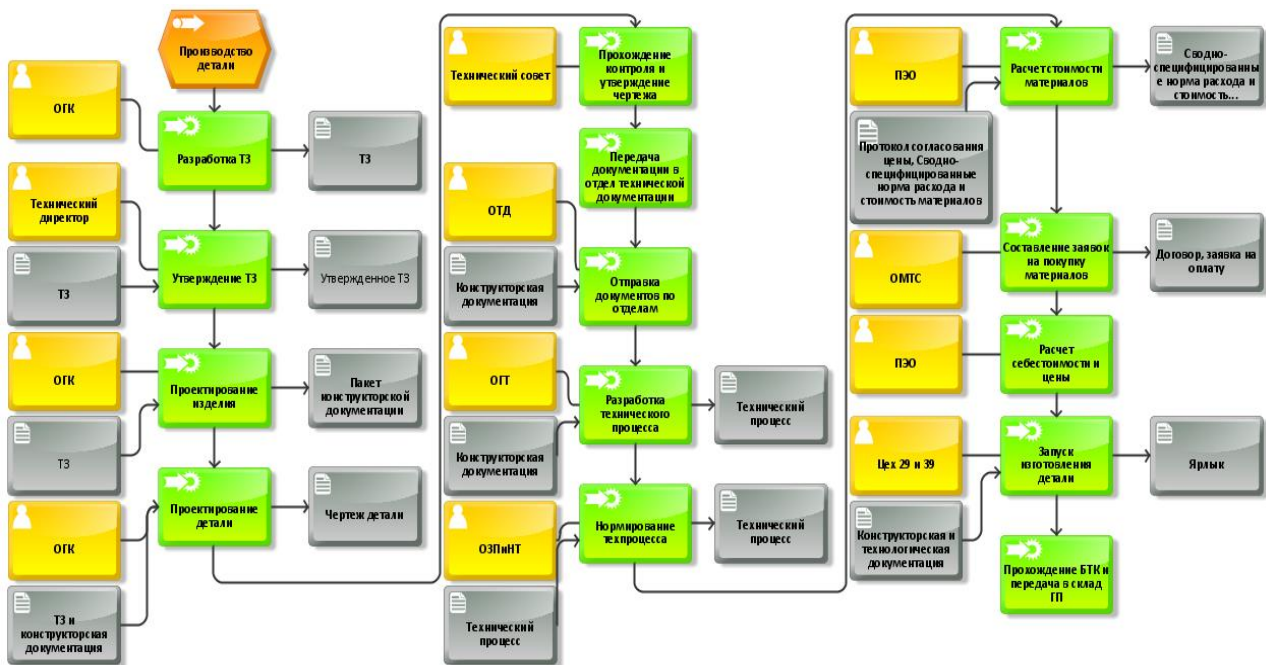 Производство
детали
ОГК
Разработка ТЗ
ТЗ
Технический
директор
Утверждение ТЗ
Утвержденное ТЗ
ТЗ
ОГК
Проектирование
изделия
Пакет
конструкторской
документации
ТЗ
Проектирование
детали
Чертеж детали
ОГК
ТЗ и
конструкторская
документация
Технический совет
Прохождение
контроля и
утверждение
чертежа
Передача
документации в
отдел технической
документации
ОТД
Отправка
документов по
отделам
Конструкторская
документация
ОГТ
Разработка
технического
процесса
Технический
процесс
Конструкторская
документация
Нормирование
техпроцесса
Технический
процесс
ОЗПиНТ
Технический
процесс
ПЭО
Расчет стоимости
материалов
Сводно-
специфицированны
е норма расхода и
стоимость...
Протокол согласования
цены, Сводно-
специфицированные
норма расхода и
стоимость материалов
ОМТС
Составление заявок
на покупку
материалов
Договор, заявка на
оплату
ПЭО
Расчет
себестоимости и
цены
Цех 29 и 39
Запуск
изготовления
детали
Ярлык
Конструкторская и
технологическая
документация
Прохождение БТК и
передача в склад
ГП